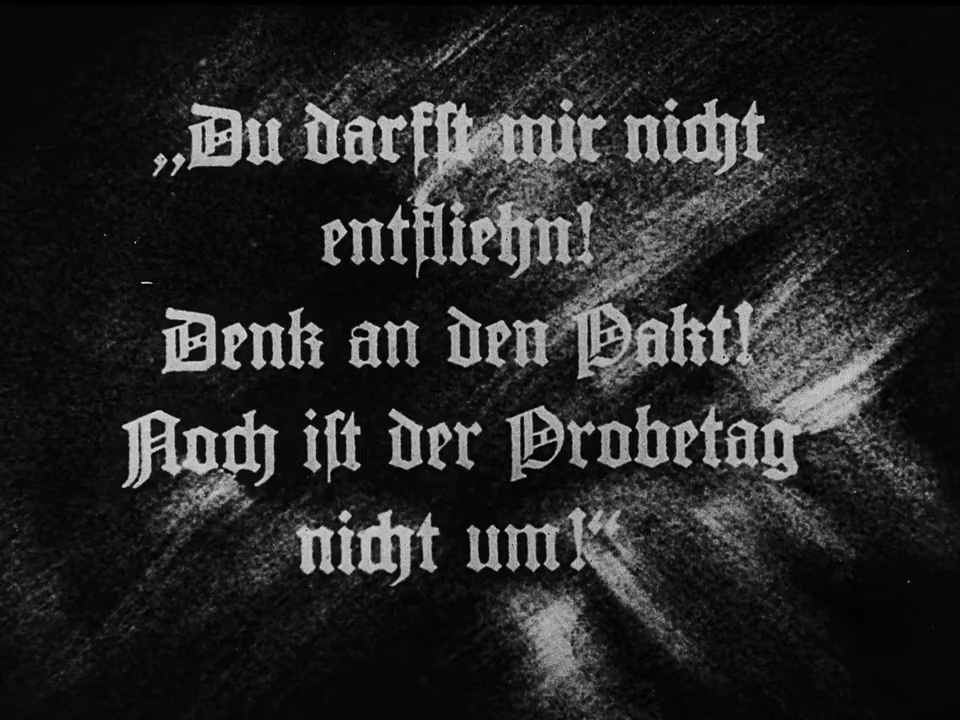 „Du darfst mir nicht
entfliehn!
Denk an den Pakt!
Noch ist der Probetag
nicht um!“